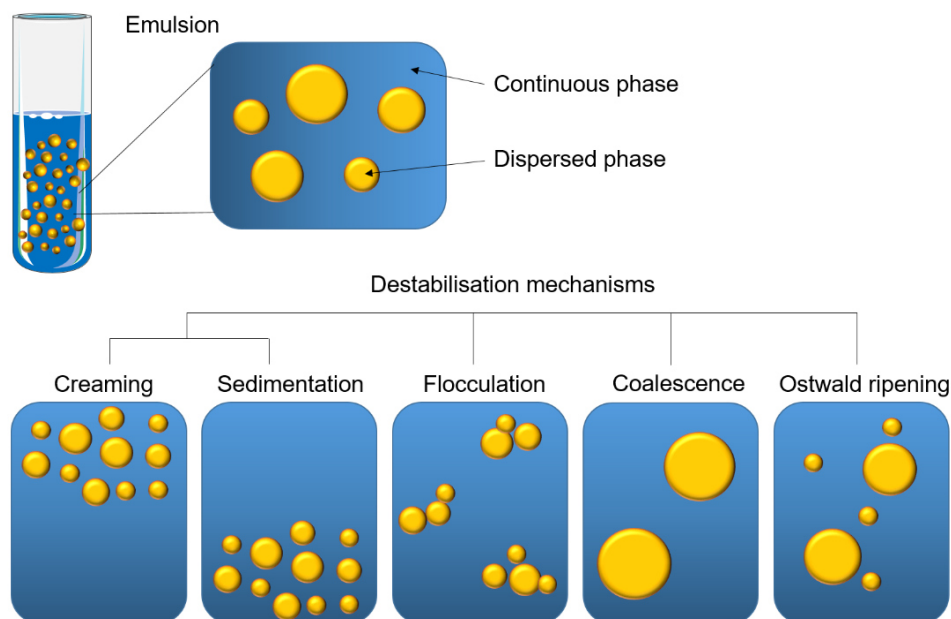 Emulsion
Continuous phase
Dispersed phase
Destabilisation mechanisms
Creaming
Sedimentation
Flocculation
Coalescence
Ostwald ripening